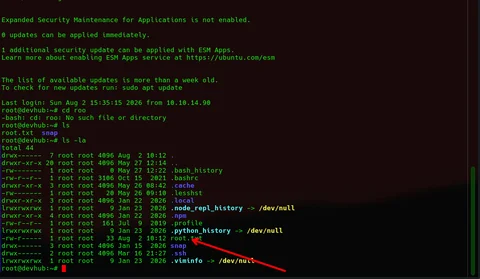 Expanded Security Maintenance for Applications is not enabled.
0 updates can be applied immediately.
1 additional security update can be applied with ESM Apps.
Learn more about enabling ESM Apps service at https://ubuntu.com/esm
The list of available updates is more than a week old.
To check for new updates run: sudo apt update
Last login: Sun Aug 2 15:35:15 2026 from 10.10.14.90
root@devhub:~# cd roo
-bash: cd: roo: No such file or directory
root@devhub:~# ls
root.txt snap
root@devhub:~# ls -la
total 44
drwx------ 7 root root 4096 Aug 2 10:12 .
drwxr-xr-x 20 root root 4096 May 27 12:14 ..
-rw------- 1 root root 0 May 27 12:22 .bash_history
-rw-r--r-- 1 root root 3106 Oct 15 2021 .bashrc
drwxr-xr-x 3 root root 4096 May 26 08:42 .cache
-rw------- 1 root root 20 May 26 09:10 .lesshst
drwxr-xr-x 4 root root 4096 Jan 22 2026 .local
lrwxrwxrwx 1 root root 9 Jan 23 2026 .node_repl_history -> /dev/null
drwxr-xr-x 4 root root 4096 Jan 22 2026 .npm
-rw-r--r-- 1 root root 161 Jul 9 2019 .profile
lrwxrwxrwx 1 root root 9 Jan 23 2026 .python_history -> /dev/null
-rw-r----- 1 root root 33 Aug 2 10:12 root.txt
drwx------ 3 root root 4096 Jan 15 2026 snap
drwx------ 2 root root 4096 Mar 16 21:27 .ssh
lrwxrwxrwx 1 root root 9 Jan 23 2026 .viminfo -> /dev/null
root@devhub:~#